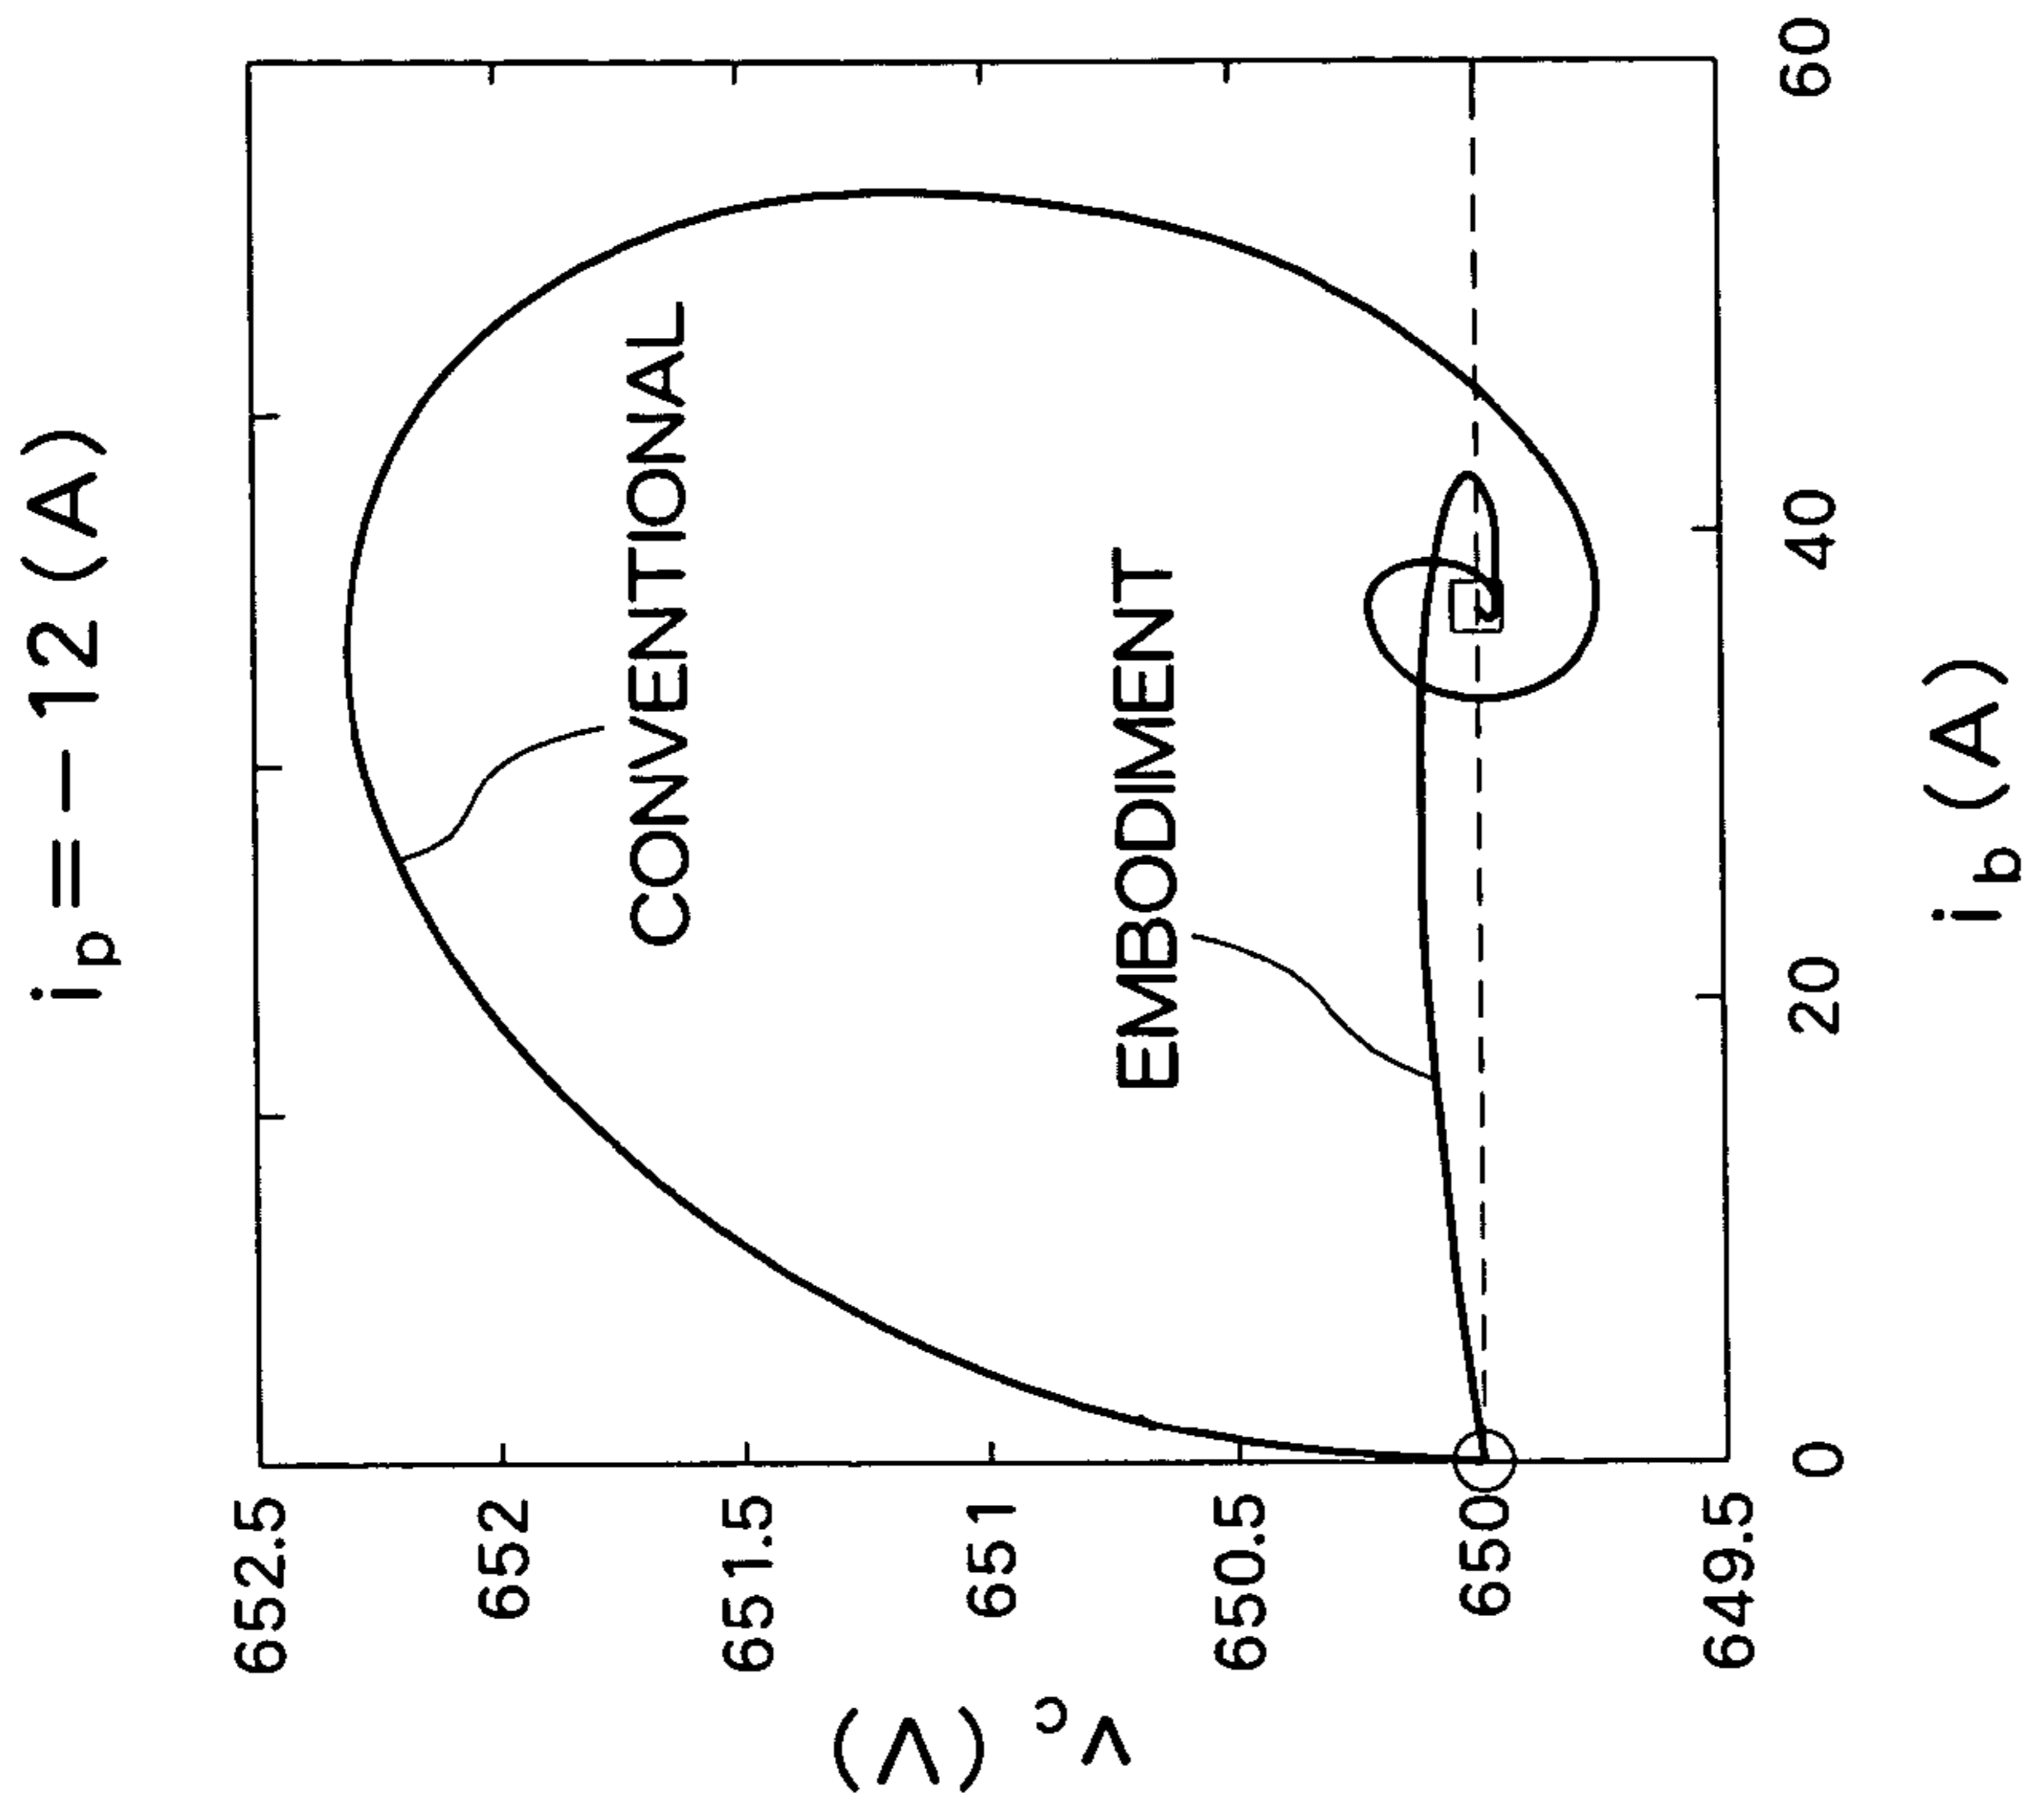 i_p = −12 (A)
652.5
652
651.5
651
650.5
650
649.5
v_c (V)
CONVENTIONAL
EMBODIMENT
0
20
40
60
i_b (A)